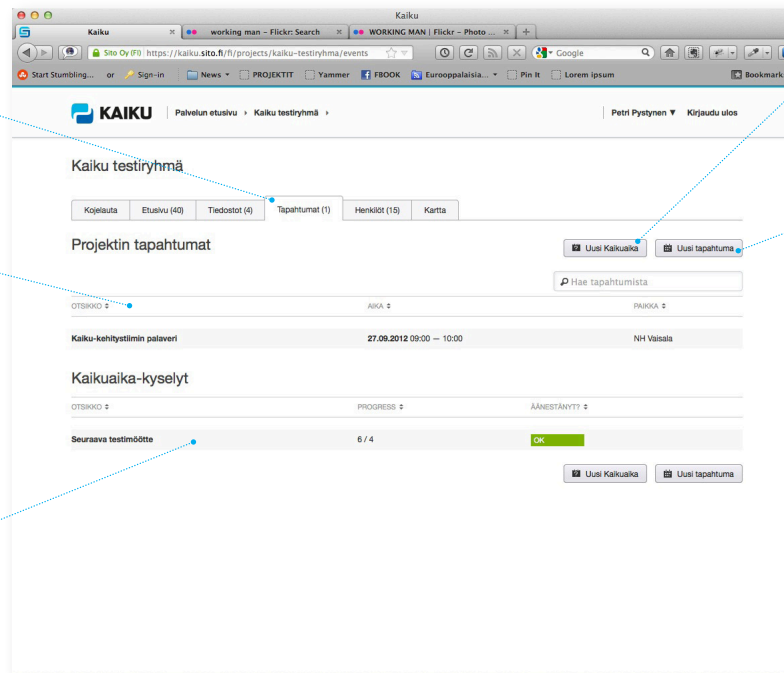 Kaiku
Kaiku working man – Flickr: Search WORKING MAN | Flickr – Photo ...
Sito Oy (FI) https://kaiku.sito.fi/fi/projects/kaiku-testiryhma/events Google
Start Stumbling... or Sign-in News PROJEKTIT Yammer FBOOK Eurooppalaisia... Pin It Lorem ipsum Bookmark
KAIKU Palvelun etusivu › Kaiku testiryhmä › Petri Pystynen ▼ Kirjaudu ulos
Kaiku testiryhmä
Kojelauta Etusivu (40) Tiedostot (4) Tapahtumat (1) Henkilöt (15) Kartta
Projektin tapahtumat Uusi Kaikuaika Uusi tapahtuma
Hae tapahtumista
OTSIKKO AIKA PAIKKA
Kaiku-kehitystiimin palaveri 27.09.2012 09:00 — 10:00 NH Vaisala
Kaikuaika-kyselyt
OTSIKKO PROGRESS ÄÄNESTÄNYT?
Seuraava testimöötte 6 / 4 OK
Uusi Kaikuaika Uusi tapahtuma